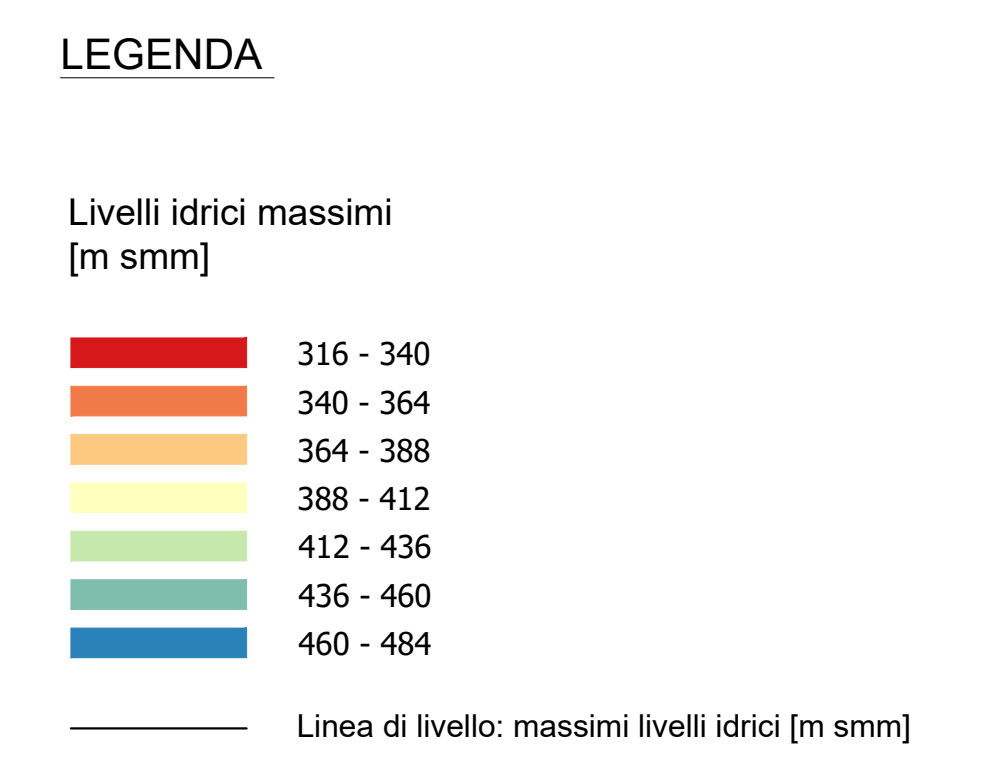 LEGENDA
Livelli idrici massimi
[m smm]
316 - 340
340 - 364
364 - 388
388 - 412
412 - 436
436 - 460
460 - 484
Linea di livello: massimi livelli idrici [m smm]